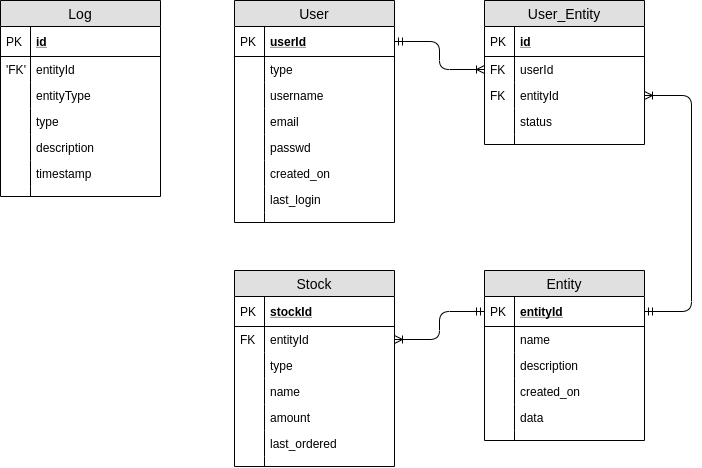 Log
PK id
'FK' entityId
entityType
type
description
timestamp
User
PK userId
type
username
email
passwd
created_on
last_login
User_Entity
PK id
FK userId
FK entityId
status
Stock
PK stockId
FK entityId
type
name
amount
last_ordered
Entity
PK entityId
name
description
created_on
data